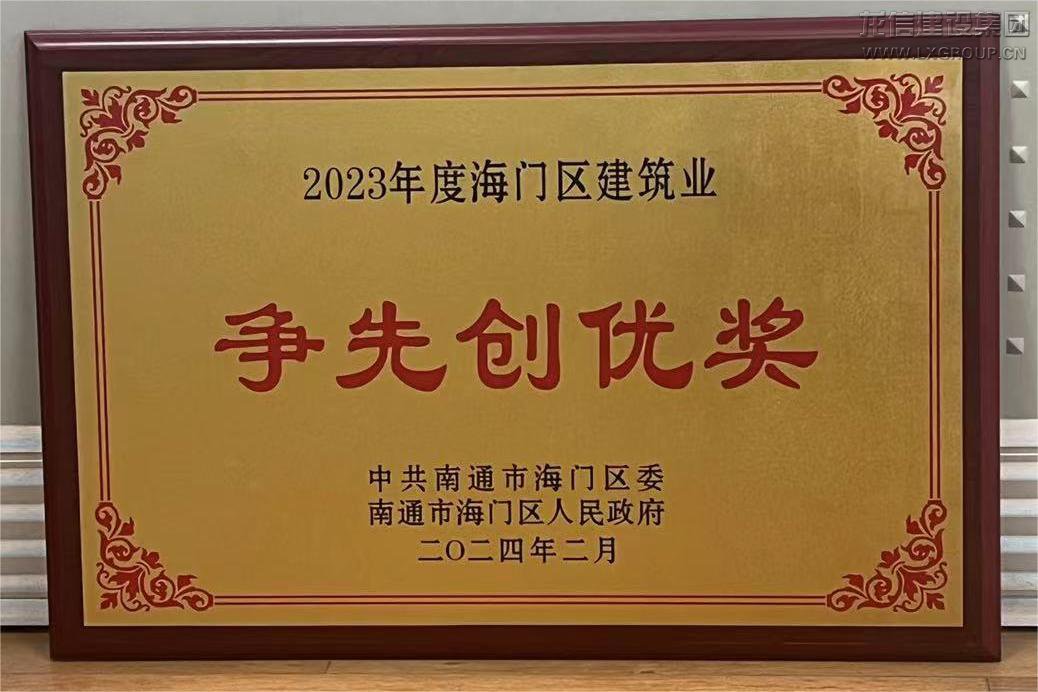 龙信建设集团
WWW.LXGROUP.CN
2023年度海门区建筑业
争先创优奖
中共南通市海门区委
南通市海门区人民政府
二〇二四年二月